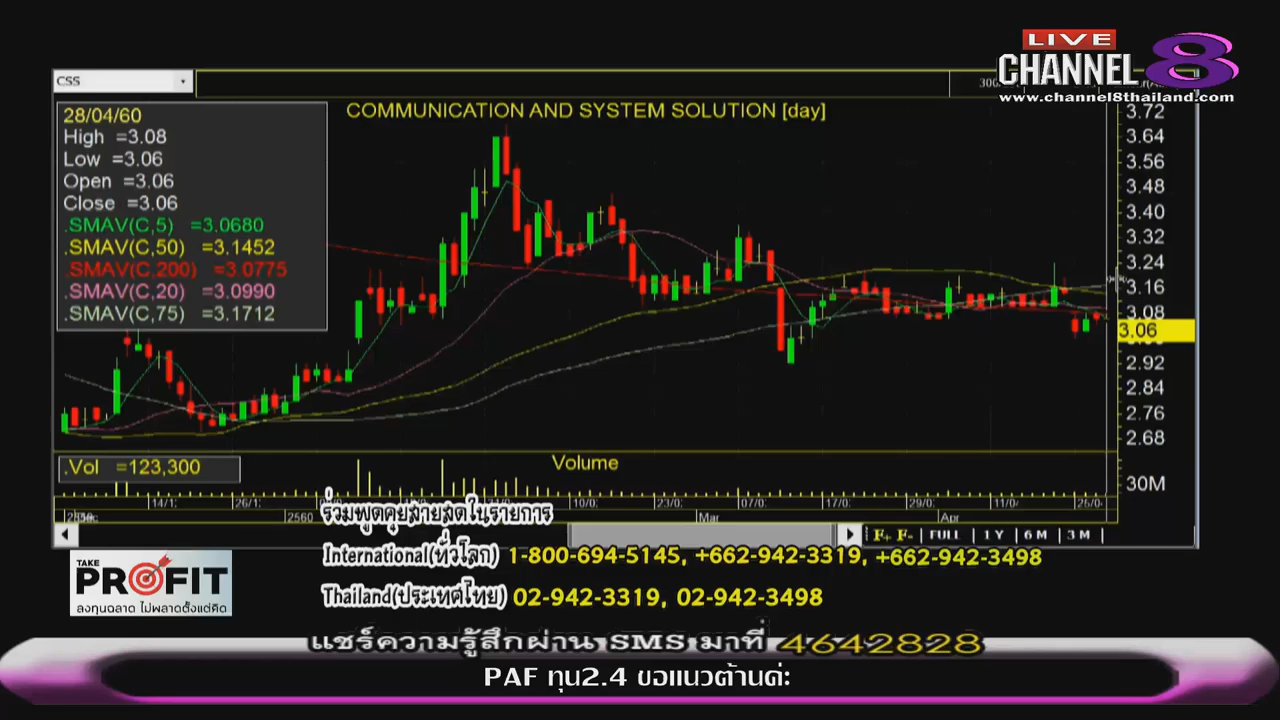 LIVE
CHANNEL 8
www.channel8thailand.com
CSS
COMMUNICATION AND SYSTEM SOLUTION [day]
28/04/60
High =3.08
Low =3.06
Open =3.06
Close =3.06
.SMAV(C,5) =3.0680
.SMAV(C,50) =3.1452
.SMAV(C,200) =3.0775
.SMAV(C,20) =3.0990
.SMAV(C,75) =3.1712
3.72
3.64
3.56
3.48
3.40
3.32
3.24
3.16
3.08
3.06
2.92
2.84
2.76
2.68
.Vol =123,300
Volume
30M
14/1: 26/1: 10/0: 23/0: 07/0: 17/0: 29/0: 11/0: 25/0
2560 Mar Apr
FULL 1 Y 6 M 3 M
ร่วมพูดคุยสายสดในรายการ
International(ทั่วโลก) 1-800-694-5145, +662-942-3319, +662-942-3498
Thailand(ประเทศไทย) 02-942-3319, 02-942-3498
TAKE
PROFIT
ลงทุนฉลาด ไม่พลาดตั้งแต่คิด
แชร์ความรู้สึกผ่าน SMS มาที่ 4642828
PAF ทุน2.4 ขอแนวต้านค่ะ